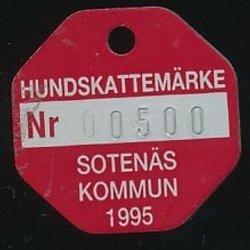 HUNDSKATTEMÄRKE
Nr 00500
SOTENÄS
KOMMUN
1995